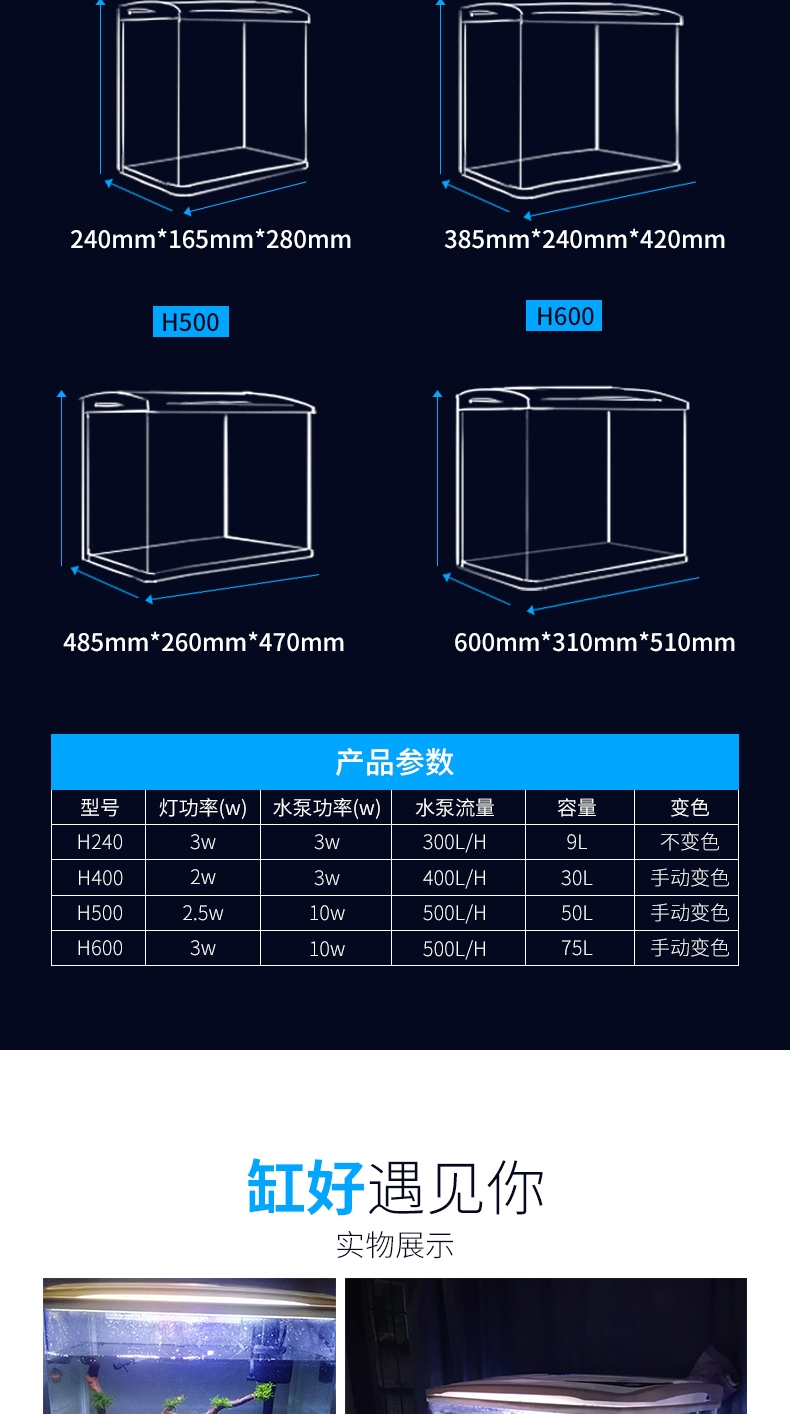 240mm*165mm*280mm
385mm*240mm*420mm
H500
H600
485mm*260mm*470mm
600mm*310mm*510mm
产品参数
型号 灯功率(w) 水泵功率(w) 水泵流量 容量 变色
H240 3w 3w 300L/H 9L 不变色
H400 2w 3w 400L/H 30L 手动变色
H500 2.5w 10w 500L/H 50L 手动变色
H600 3w 10w 500L/H 75L 手动变色
缸好遇见你
实物展示